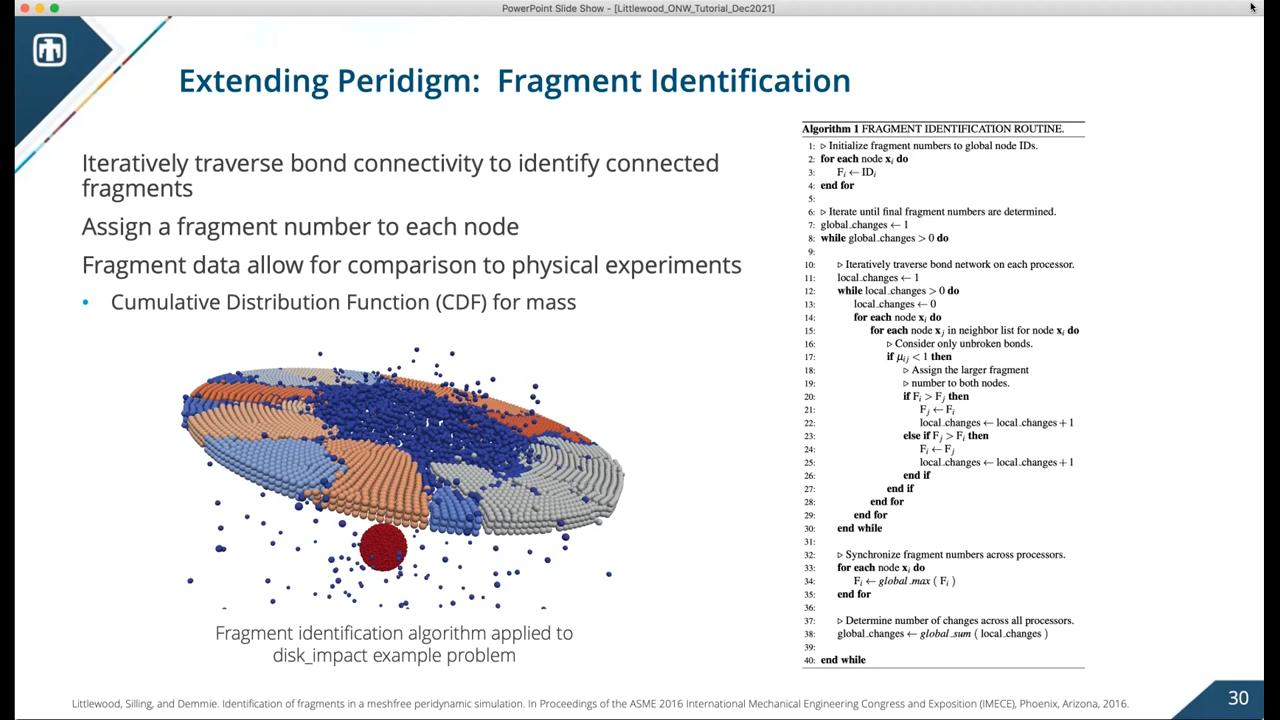 PowerPoint Slide Show - [Littlewood_ONW_Tutorial_Dec2021]
Extending Peridigm: Fragment Identification
Iteratively traverse bond connectivity to identify connected
fragments
Assign a fragment number to each node
Fragment data allow for comparison to physical experiments
• Cumulative Distribution Function (CDF) for mass
Fragment identification algorithm applied to
disk_impact example problem
Algorithm 1 FRAGMENT IDENTIFICATION ROUTINE.
1: ▷ Initialize fragment numbers to global node IDs.
2: for each node xᵢ do
3: Fᵢ ← IDᵢ
4: end for
5:
6: ▷ Iterate until final fragment numbers are determined.
7: global_changes ← 1
8: while global_changes > 0 do
9:
10: ▷ Iteratively traverse bond network on each processor.
11: local_changes ← 1
12: while local_changes > 0 do
13: local_changes ← 0
14: for each node xᵢ do
15: for each node xⱼ in neighbor list for node xᵢ do
16: ▷ Consider only unbroken bonds.
17: if μᵢⱼ < 1 then
18: ▷ Assign the larger fragment
19: ▷ number to both nodes.
20: if Fᵢ > Fⱼ then
21: Fⱼ ← Fᵢ
22: local_changes ← local_changes + 1
23: else if Fⱼ > Fᵢ then
24: Fᵢ ← Fⱼ
25: local_changes ← local_changes + 1
26: end if
27: end if
28: end for
29: end for
30: end while
31:
32: ▷ Synchronize fragment numbers across processors.
33: for each node xᵢ do
34: Fᵢ ← global_max ( Fᵢ )
35: end for
36:
37: ▷ Determine number of changes across all processors.
38: global_changes ← global_sum ( local_changes )
39:
40: end while
Littlewood, Silling, and Demmie. Identification of fragments in a meshfree peridynamic simulation. In Proceedings of the ASME 2016 International Mechanical Engineering Congress and Exposition (IMECE), Phoenix, Arizona, 2016.
30